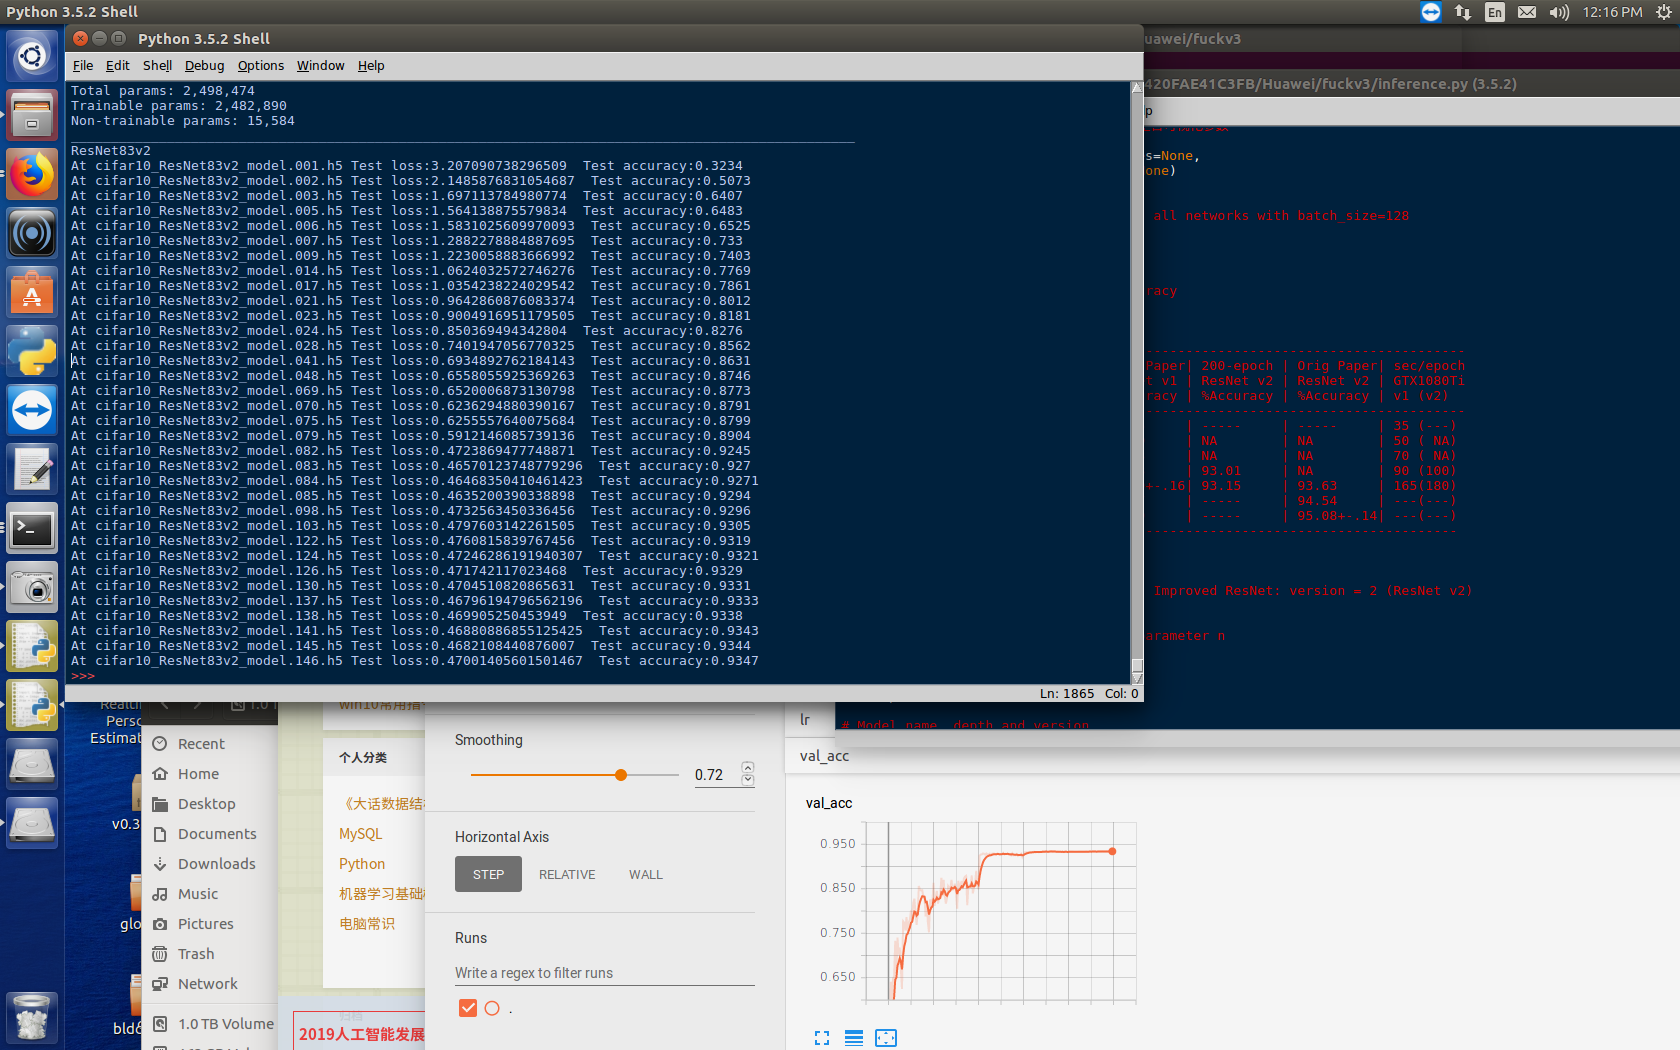 Python 3.5.2 Shell
En
12:16 PM
Python 3.5.2 Shell
File Edit Shell Debug Options Window Help
Total params: 2,498,474
Trainable params: 2,482,890
Non-trainable params: 15,584
ResNet83v2
At cifar10_ResNet83v2_model.001.h5 Test loss:3.207090738296509 Test accuracy:0.3234
At cifar10_ResNet83v2_model.002.h5 Test loss:2.1485876831054687 Test accuracy:0.5073
At cifar10_ResNet83v2_model.003.h5 Test loss:1.697113784980774 Test accuracy:0.6407
At cifar10_ResNet83v2_model.005.h5 Test loss:1.564138875579834 Test accuracy:0.6483
At cifar10_ResNet83v2_model.006.h5 Test loss:1.5831025609970093 Test accuracy:0.6525
At cifar10_ResNet83v2_model.007.h5 Test loss:1.2882278884887695 Test accuracy:0.733
At cifar10_ResNet83v2_model.009.h5 Test loss:1.2230058883666992 Test accuracy:0.7403
At cifar10_ResNet83v2_model.014.h5 Test loss:1.0624032572746276 Test accuracy:0.7769
At cifar10_ResNet83v2_model.017.h5 Test loss:1.0354238224029542 Test accuracy:0.7861
At cifar10_ResNet83v2_model.021.h5 Test loss:0.9642860876083374 Test accuracy:0.8012
At cifar10_ResNet83v2_model.023.h5 Test loss:0.9004916951179505 Test accuracy:0.8181
At cifar10_ResNet83v2_model.024.h5 Test loss:0.850369494342804 Test accuracy:0.8276
At cifar10_ResNet83v2_model.028.h5 Test loss:0.7401947056770325 Test accuracy:0.8562
At cifar10_ResNet83v2_model.041.h5 Test loss:0.6934892762184143 Test accuracy:0.8631
At cifar10_ResNet83v2_model.048.h5 Test loss:0.6558055925369263 Test accuracy:0.8746
At cifar10_ResNet83v2_model.069.h5 Test loss:0.6520006873130798 Test accuracy:0.8773
At cifar10_ResNet83v2_model.070.h5 Test loss:0.6236294880390167 Test accuracy:0.8791
At cifar10_ResNet83v2_model.075.h5 Test loss:0.6255557640075684 Test accuracy:0.8799
At cifar10_ResNet83v2_model.079.h5 Test loss:0.5912146085739136 Test accuracy:0.8904
At cifar10_ResNet83v2_model.082.h5 Test loss:0.4723869477748871 Test accuracy:0.9245
At cifar10_ResNet83v2_model.083.h5 Test loss:0.46570123748779296 Test accuracy:0.927
At cifar10_ResNet83v2_model.084.h5 Test loss:0.46468350410461423 Test accuracy:0.9271
At cifar10_ResNet83v2_model.085.h5 Test loss:0.4635200390338898 Test accuracy:0.9294
At cifar10_ResNet83v2_model.098.h5 Test loss:0.4732563450336456 Test accuracy:0.9296
At cifar10_ResNet83v2_model.103.h5 Test loss:0.47976031422261505 Test accuracy:0.9305
At cifar10_ResNet83v2_model.122.h5 Test loss:0.4760815839767456 Test accuracy:0.9319
At cifar10_ResNet83v2_model.124.h5 Test loss:0.47246286191940307 Test accuracy:0.9321
At cifar10_ResNet83v2_model.126.h5 Test loss:0.471742117023468 Test accuracy:0.9329
At cifar10_ResNet83v2_model.130.h5 Test loss:0.4704510820865631 Test accuracy:0.9331
At cifar10_ResNet83v2_model.137.h5 Test loss:0.46796194796562196 Test accuracy:0.9333
At cifar10_ResNet83v2_model.138.h5 Test loss:0.469905250453949 Test accuracy:0.9338
At cifar10_ResNet83v2_model.141.h5 Test loss:0.46880886855125425 Test accuracy:0.9343
At cifar10_ResNet83v2_model.145.h5 Test loss:0.4682108440876007 Test accuracy:0.9344
At cifar10_ResNet83v2_model.146.h5 Test loss:0.47001405601501467 Test accuracy:0.9347
>>>
Ln: 1865 Col: 0
uawei/fuckv3
420FAE41C3FB/Huawei/fuckv3/inference.py (3.5.2)
lp
s=None,
one)
all networks with batch_size=128
racy
Paper| 200-epoch | Orig Paper| sec/epoch
t v1 | ResNet v2 | ResNet v2 | GTX1080Ti
racy | %Accuracy | %Accuracy | v1 (v2)
| ----- | ----- | 35 (---)
| NA | NA | 50 ( NA)
| NA | NA | 70 ( NA)
| 93.01 | NA | 90 (100)
+-.16| 93.15 | 93.63 | 165(180)
| ----- | 94.54 | ---(---)
| ----- | 95.08+-.14| ---(---)
Improved ResNet: version = 2 (ResNet v2)
arameter n
# Model name, depth and version
Realti
Perso
Estimat
v0.3
glo
bld&
1.0 T
Recent
Home
Desktop
Documents
Downloads
Music
Pictures
Trash
Network
1.0 TB Volume
win10常用指
个人分类
《大话数据结
MySQL
Python
机器学习基础
电脑常识
归档
2019人工智能发展
Smoothing
0.72
Horizontal Axis
STEP RELATIVE WALL
Runs
Write a regex to filter runs
.
lr
val_acc
val_acc
0.950
0.850
0.750
0.650